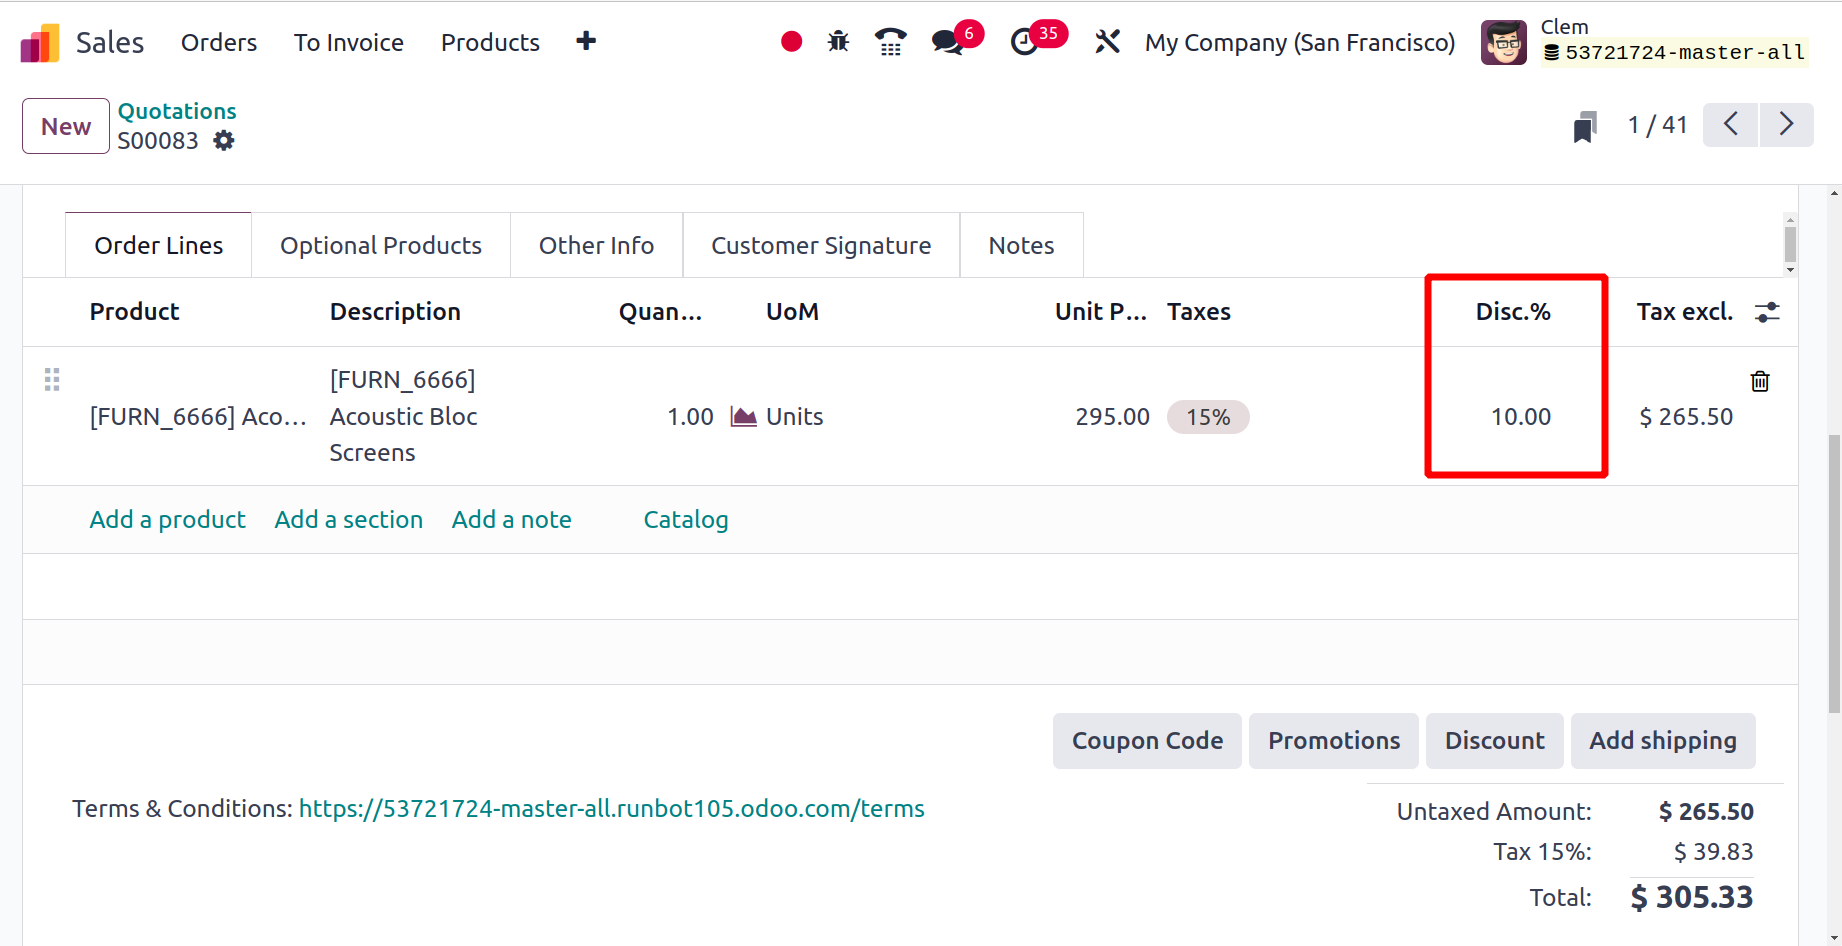 Sales Orders To Invoice Products 6 35 My Company (San Francisco) Clem
53721724-master-all
New Quotations
S00083
1 / 41
Order Lines Optional Products Other Info Customer Signature Notes
Product Description Quan... UoM Unit P... Taxes Disc.% Tax excl.
[FURN_6666] Aco... [FURN_6666]
Acoustic Bloc
Screens
1.00 Units 295.00 15% 10.00 $ 265.50
Add a product Add a section Add a note Catalog
Coupon Code Promotions Discount Add shipping
Terms & Conditions: https://53721724-master-all.runbot105.odoo.com/terms
Untaxed Amount: $ 265.50
Tax 15%: $ 39.83
Total: $ 305.33